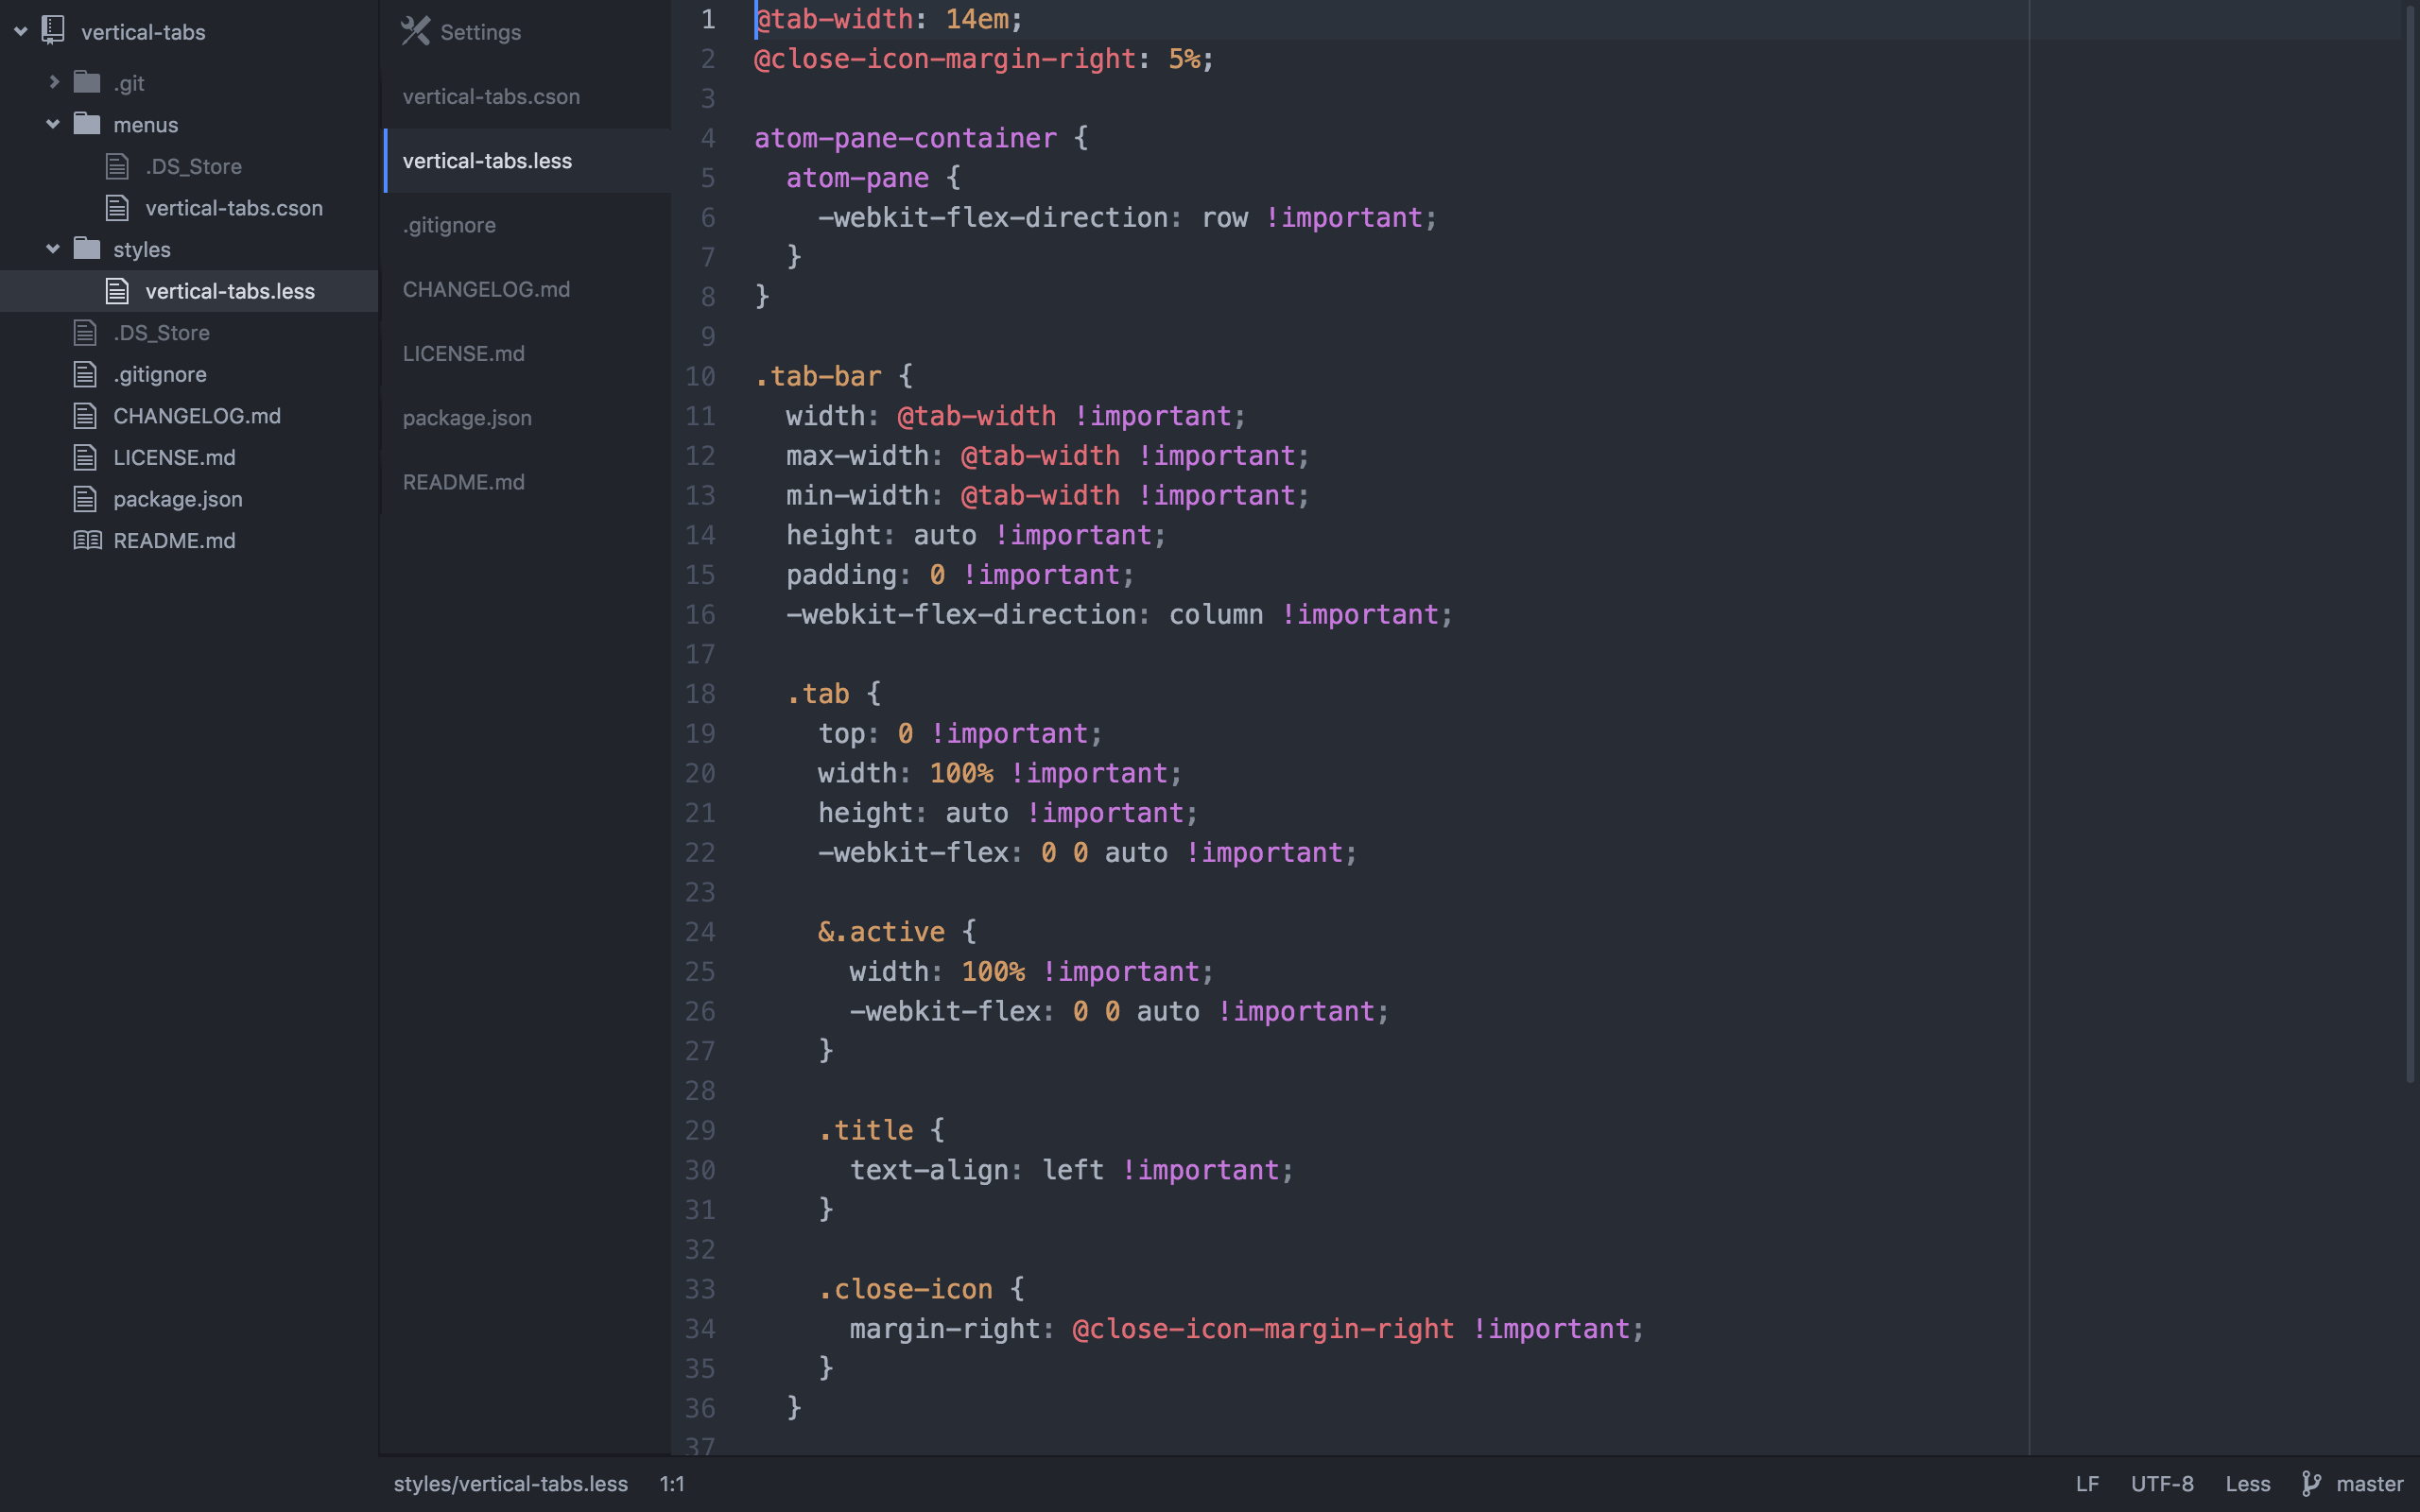 vertical-tabs
.git
menus
.DS_Store
vertical-tabs.cson
styles
vertical-tabs.less
.DS_Store
.gitignore
CHANGELOG.md
LICENSE.md
package.json
README.md
Settings
vertical-tabs.cson
vertical-tabs.less
.gitignore
CHANGELOG.md
LICENSE.md
package.json
README.md
1 @tab-width: 14em;
2 @close-icon-margin-right: 5%;
3
4 atom-pane-container {
5   atom-pane {
6     -webkit-flex-direction: row !important;
7   }
8 }
9
10 .tab-bar {
11   width: @tab-width !important;
12   max-width: @tab-width !important;
13   min-width: @tab-width !important;
14   height: auto !important;
15   padding: 0 !important;
16   -webkit-flex-direction: column !important;
17
18   .tab {
19     top: 0 !important;
20     width: 100% !important;
21     height: auto !important;
22     -webkit-flex: 0 0 auto !important;
23
24     &.active {
25       width: 100% !important;
26       -webkit-flex: 0 0 auto !important;
27     }
28
29     .title {
30       text-align: left !important;
31     }
32
33     .close-icon {
34       margin-right: @close-icon-margin-right !important;
35     }
36   }
37
styles/vertical-tabs.less 1:1 LF UTF-8 Less master